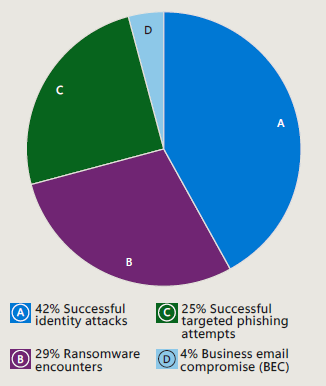 D
C
A
B
A 42% Successful
identity attacks
B 29% Ransomware
encounters
C 25% Successful
targeted phishing
attempts
D 4% Business email
compromise (BEC)